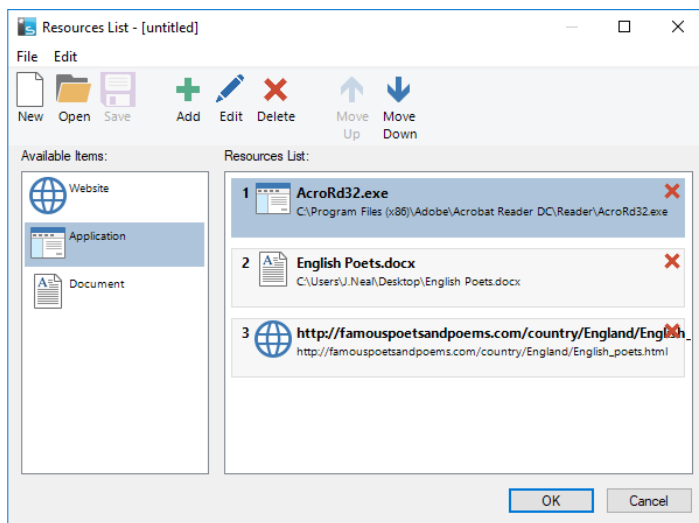 Resources List - [untitled]
File Edit
New Open Save Add Edit Delete Move Up Move Down
Available Items:
Resources List:
Website
Application
Document
1 AcroRd32.exe
C:\Program Files (x86)\Adobe\Acrobat Reader DC\Reader\AcroRd32.exe
2 English Poets.docx
C:\Users\J.Neal\Desktop\English Poets.docx
3 http://famouspoetsandpoems.com/country/England/English_
http://famouspoetsandpoems.com/country/England/English_poets.html
OK Cancel